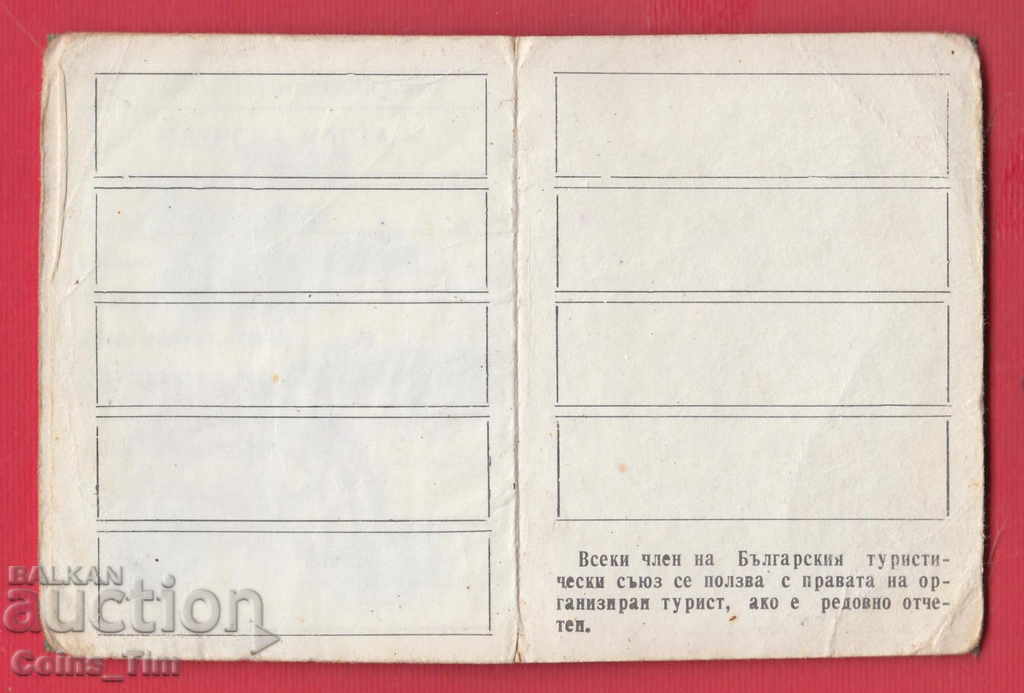 Всеки член на Българския туристи-
чески съюз се ползва с правата на ор-
ганизиран турист, ако е редовно отче-
тен.
BALKAN
auction
Coins_Tim